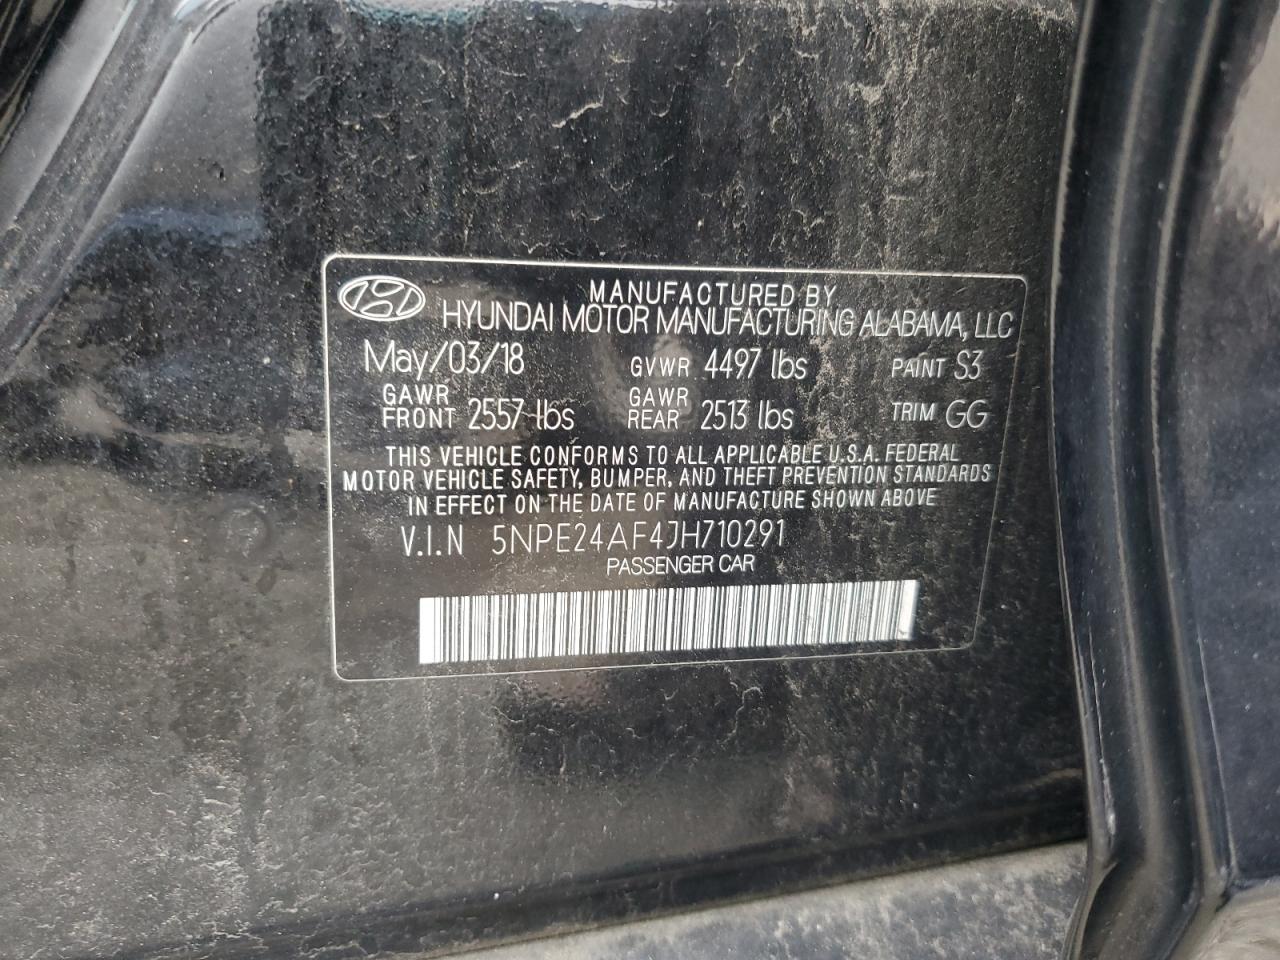 MANUFACTURED BY
HYUNDAI MOTOR MANUFACTURING ALABAMA, LLC
May/03/18 GVWR 4497 lbs PAINT S3
GAWR FRONT 2557 lbs GAWR REAR 2513 lbs TRIM GG
THIS VEHICLE CONFORMS TO ALL APPLICABLE U.S.A. FEDERAL
MOTOR VEHICLE SAFETY, BUMPER, AND THEFT PREVENTION STANDARDS
IN EFFECT ON THE DATE OF MANUFACTURE SHOWN ABOVE
V.I.N 5NPE24AF4JH710291
PASSENGER CAR